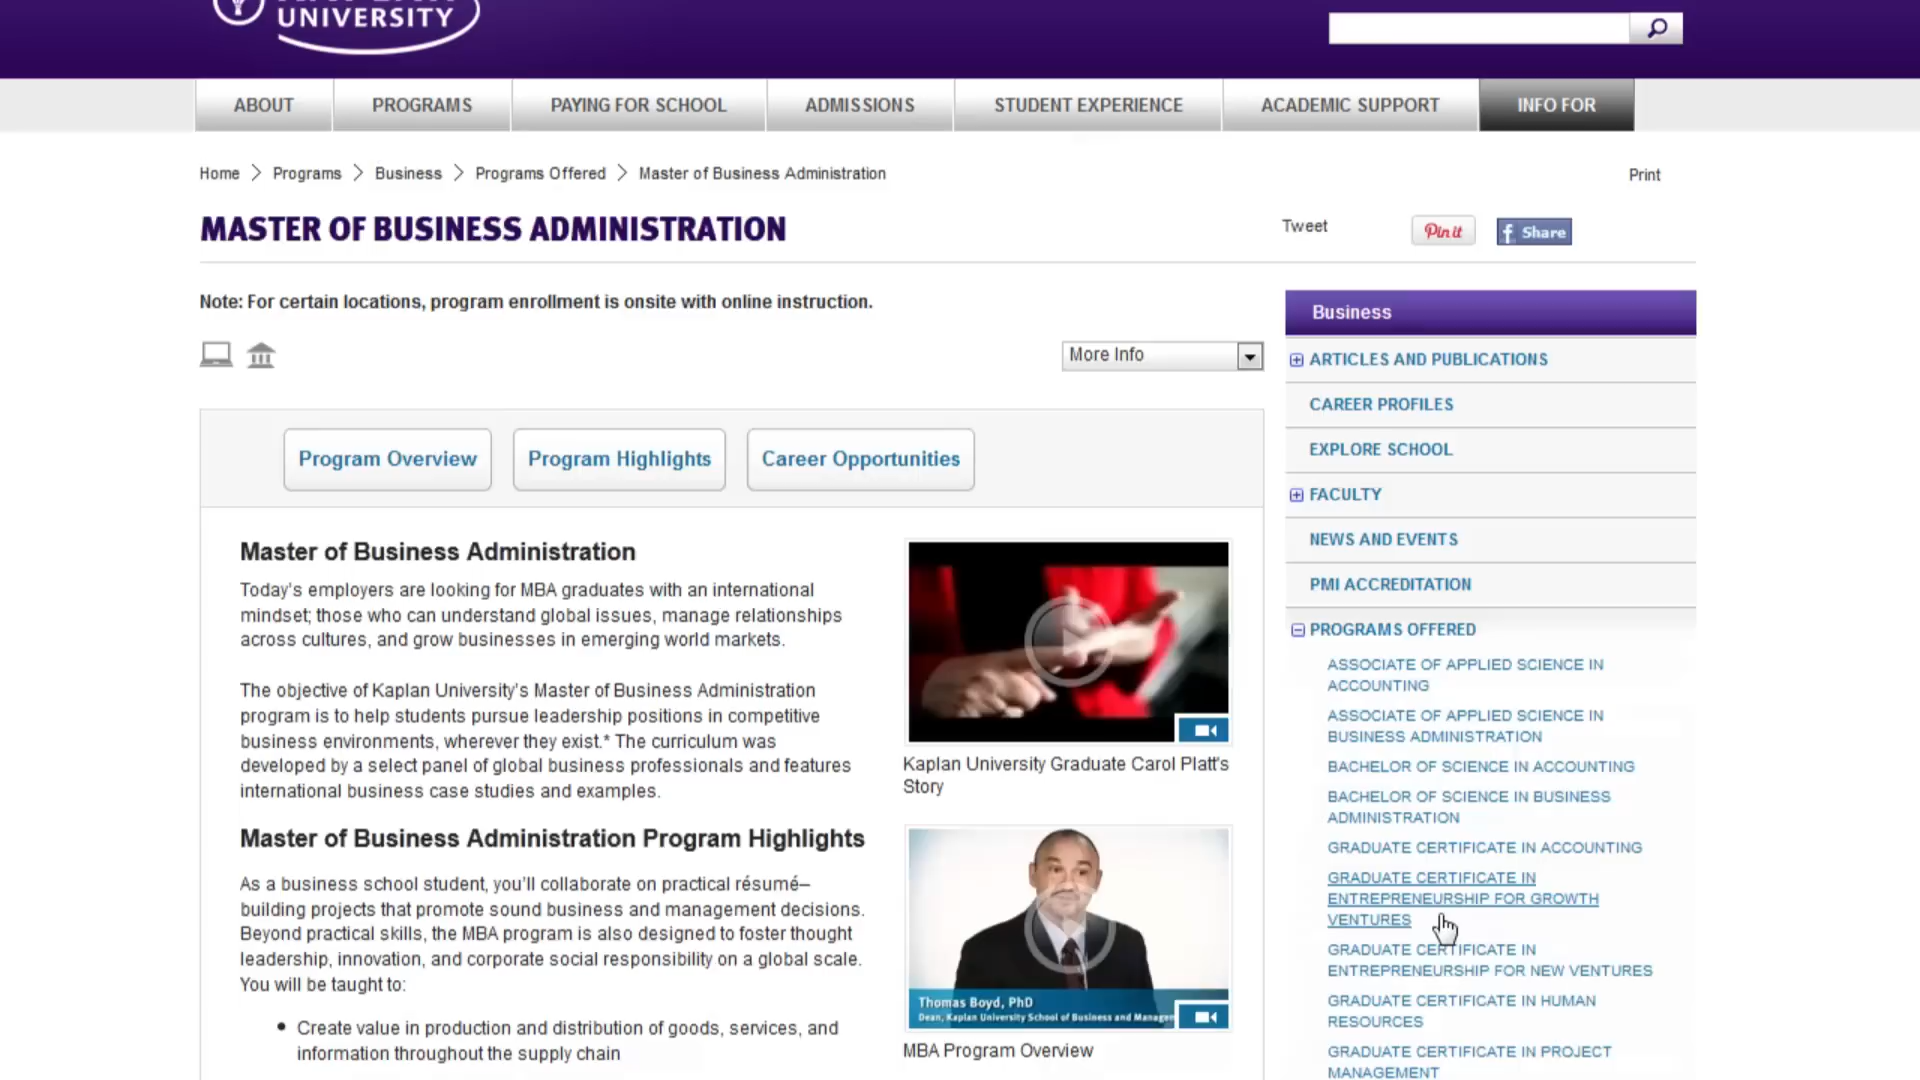 UNIVERSITY
ABOUT
PROGRAMS
PAYING FOR SCHOOL
ADMISSIONS
STUDENT EXPERIENCE
ACADEMIC SUPPORT
INFO FOR
Home > Programs > Business > Programs Offered > Master of Business Administration
Print
MASTER OF BUSINESS ADMINISTRATION
Tweet
Pin it
f Share
Note: For certain locations, program enrollment is onsite with online instruction.
More Info
Program Overview
Program Highlights
Career Opportunities
Master of Business Administration
Today's employers are looking for MBA graduates with an international
mindset; those who can understand global issues, manage relationships
across cultures, and grow businesses in emerging world markets.
The objective of Kaplan University's Master of Business Administration
program is to help students pursue leadership positions in competitive
business environments, wherever they exist.* The curriculum was
developed by a select panel of global business professionals and features
international business case studies and examples.
Master of Business Administration Program Highlights
As a business school student, you'll collaborate on practical résumé–
building projects that promote sound business and management decisions.
Beyond practical skills, the MBA program is also designed to foster thought
leadership, innovation, and corporate social responsibility on a global scale.
You will be taught to:
• Create value in production and distribution of goods, services, and
information throughout the supply chain
Kaplan University Graduate Carol Platt's
Story
Thomas Boyd, PhD
Dean, Kaplan University School of Business and
MBA Program Overview
Business
ARTICLES AND PUBLICATIONS
CAREER PROFILES
EXPLORE SCHOOL
FACULTY
NEWS AND EVENTS
PMI ACCREDITATION
PROGRAMS OFFERED
ASSOCIATE OF APPLIED SCIENCE IN
ACCOUNTING
ASSOCIATE OF APPLIED SCIENCE IN
BUSINESS ADMINISTRATION
BACHELOR OF SCIENCE IN ACCOUNTING
BACHELOR OF SCIENCE IN BUSINESS
ADMINISTRATION
GRADUATE CERTIFICATE IN ACCOUNTING
GRADUATE CERTIFICATE IN
ENTREPRENEURSHIP FOR GROWTH
VENTURES
GRADUATE CERTIFICATE IN
ENTREPRENEURSHIP FOR NEW VENTURES
GRADUATE CERTIFICATE IN HUMAN
RESOURCES
GRADUATE CERTIFICATE IN PROJECT
MANAGEMENT